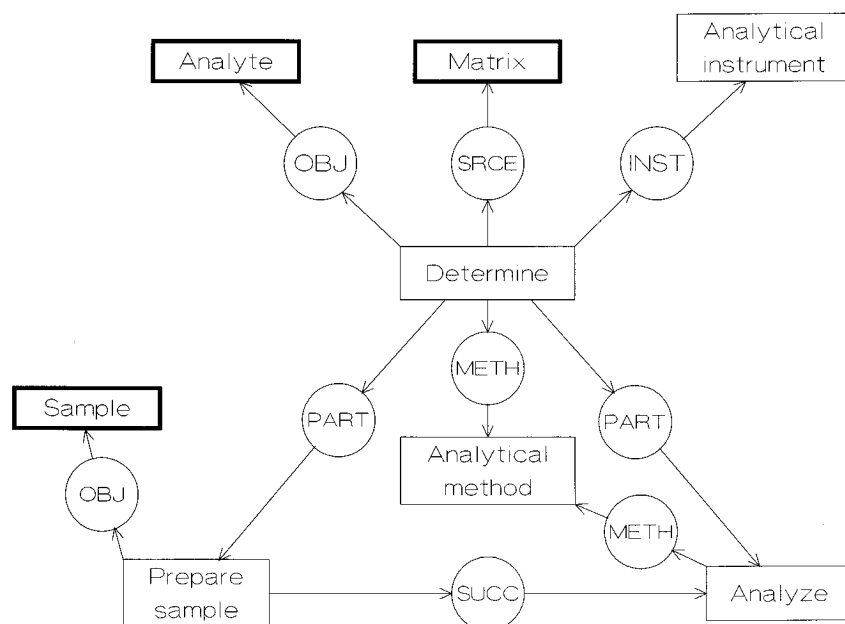 Analyte
Matrix
Analytical
instrument
OBJ
SRCE
INST
Determine
METH
Sample
PART
PART
Analytical
method
OBJ
METH
Prepare
sample
SUCC
Analyze